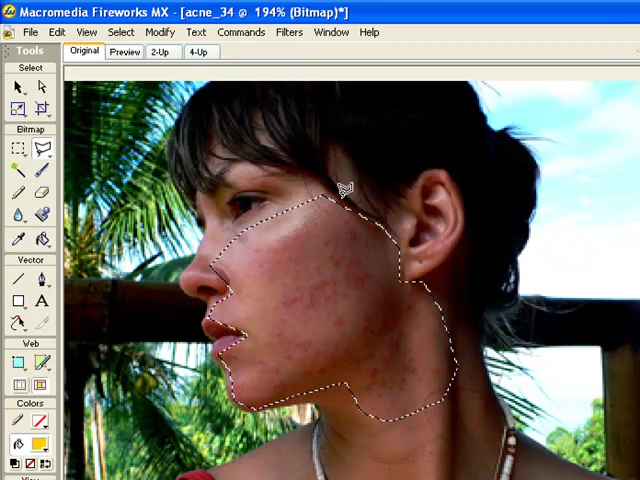 Macromedia Fireworks MX - [acne_34 @ 194% (Bitmap)*]
File Edit View Select Modify Text Commands Filters Window Help
Tools
Original Preview 2-Up 4-Up
Select
Bitmap
Vector
A
Web
Colors
View